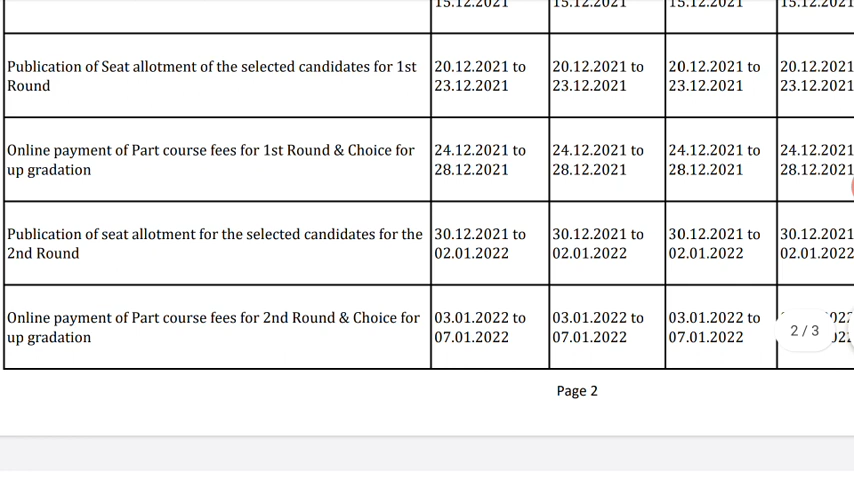 15.12.2021 15.12.2021 15.12.2021 15.12.2021
Publication of Seat allotment of the selected candidates for 1st 20.12.2021 to 20.12.2021 to 20.12.2021 to 20.12.2021
Round 23.12.2021 23.12.2021 23.12.2021 23.12.2021
Online payment of Part course fees for 1st Round & Choice for 24.12.2021 to 24.12.2021 to 24.12.2021 to 24.12.2021
up gradation 28.12.2021 28.12.2021 28.12.2021 28.12.2021
Publication of seat allotment for the selected candidates for the 30.12.2021 to 30.12.2021 to 30.12.2021 to 30.12.2021
2nd Round 02.01.2022 02.01.2022 02.01.2022 02.01.2022
Online payment of Part course fees for 2nd Round & Choice for 03.01.2022 to 03.01.2022 to 03.01.2022 to
up gradation 07.01.2022 07.01.2022 07.01.2022
2 / 3
Page 2